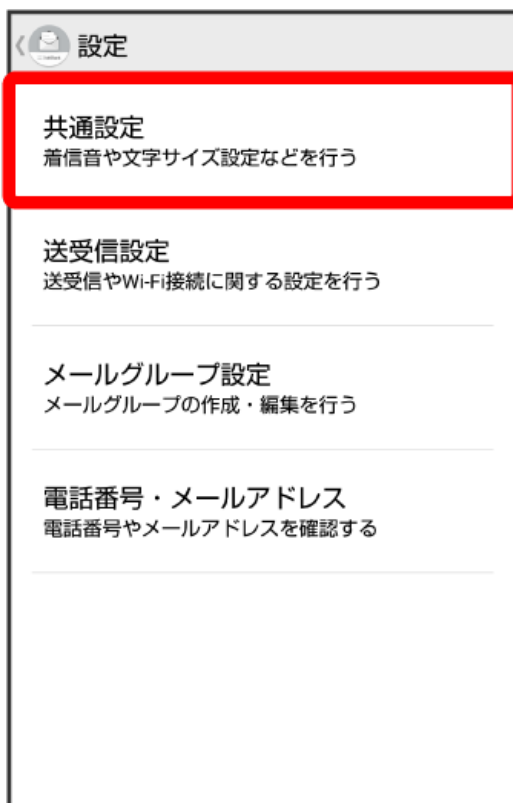 設定
共通設定
着信音や文字サイズ設定などを行う
送受信設定
送受信やWi-Fi接続に関する設定を行う
メールグループ設定
メールグループの作成・編集を行う
電話番号・メールアドレス
電話番号やメールアドレスを確認する